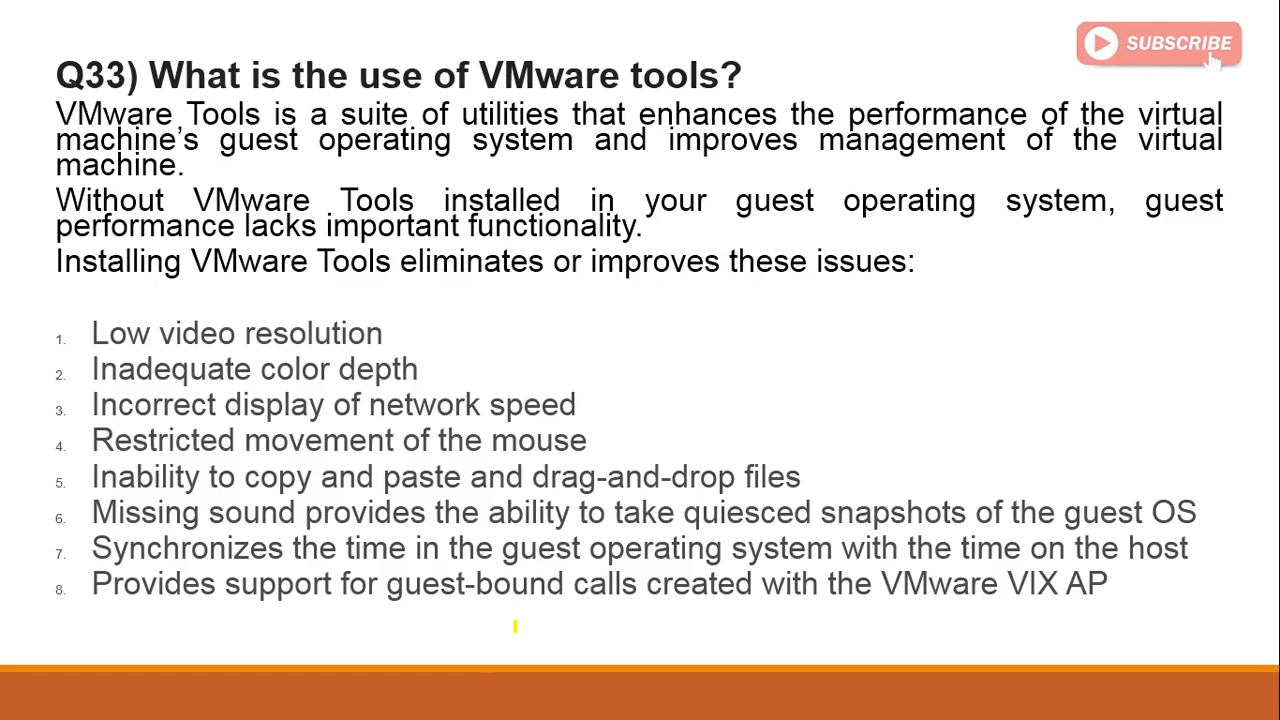 SUBSCRIBE
Q33) What is the use of VMware tools?
VMware Tools is a suite of utilities that enhances the performance of the virtual
machine’s guest operating system and improves management of the virtual
machine.
Without VMware Tools installed in your guest operating system, guest
performance lacks important functionality.
Installing VMware Tools eliminates or improves these issues:
1. Low video resolution
2. Inadequate color depth
3. Incorrect display of network speed
4. Restricted movement of the mouse
5. Inability to copy and paste and drag-and-drop files
6. Missing sound provides the ability to take quiesced snapshots of the guest OS
7. Synchronizes the time in the guest operating system with the time on the host
8. Provides support for guest-bound calls created with the VMware VIX AP